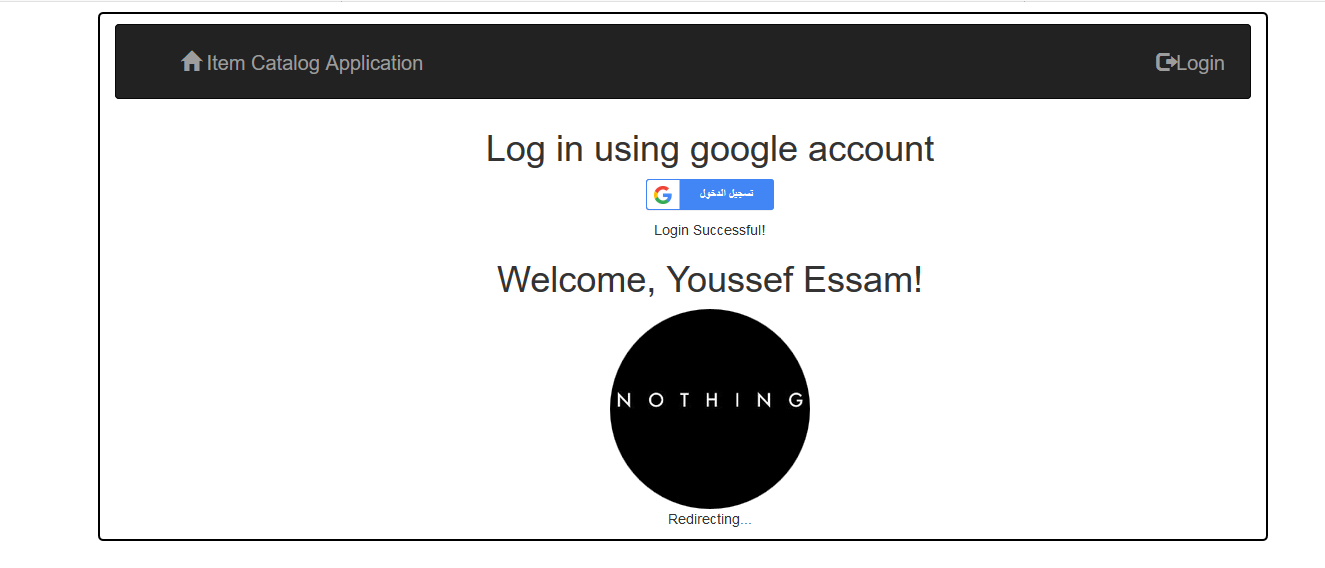 Item Catalog Application
Login
Log in using google account
تسجيل الدخول
Login Successful!
Welcome, Youssef Essam!
NOTHING
Redirecting...